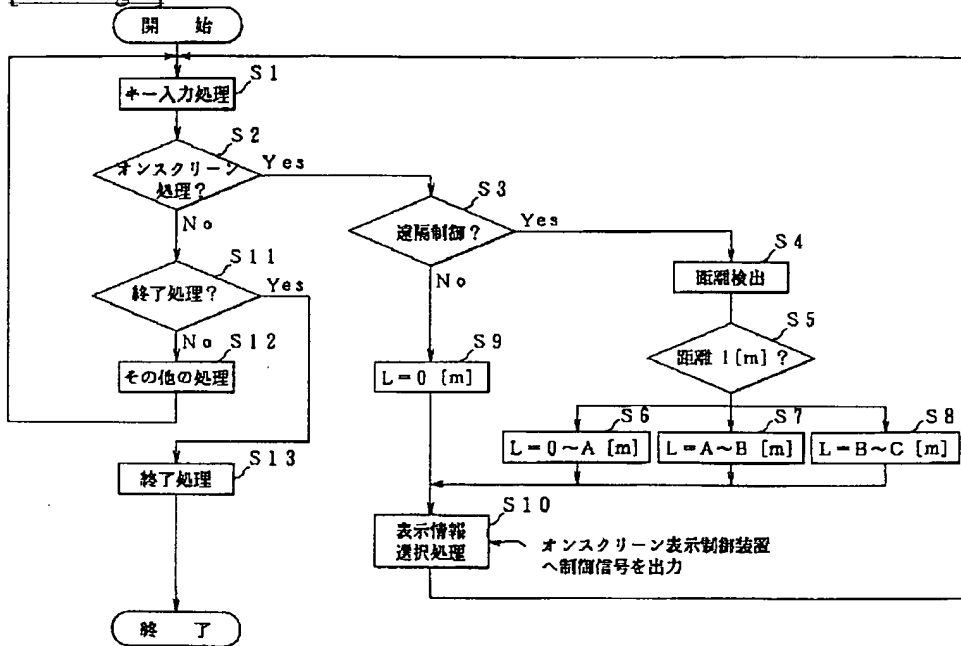 開 始
S1
キー入力処理
S2
オンスクリーン
処理?
Yes
No
S3
遠隔制御?
Yes
No
S4
距離検出
S5
距離 l [m] ?
S11
終了処理?
Yes
No
S12
その他の処理
S9
L=0 [m]
S6
L=0~A [m]
S7
L=A~B [m]
S8
L=B~C [m]
S13
終了処理
S10
表示情報
選択処理
オンスクリーン表示制御装置
へ制御信号を出力
終 了